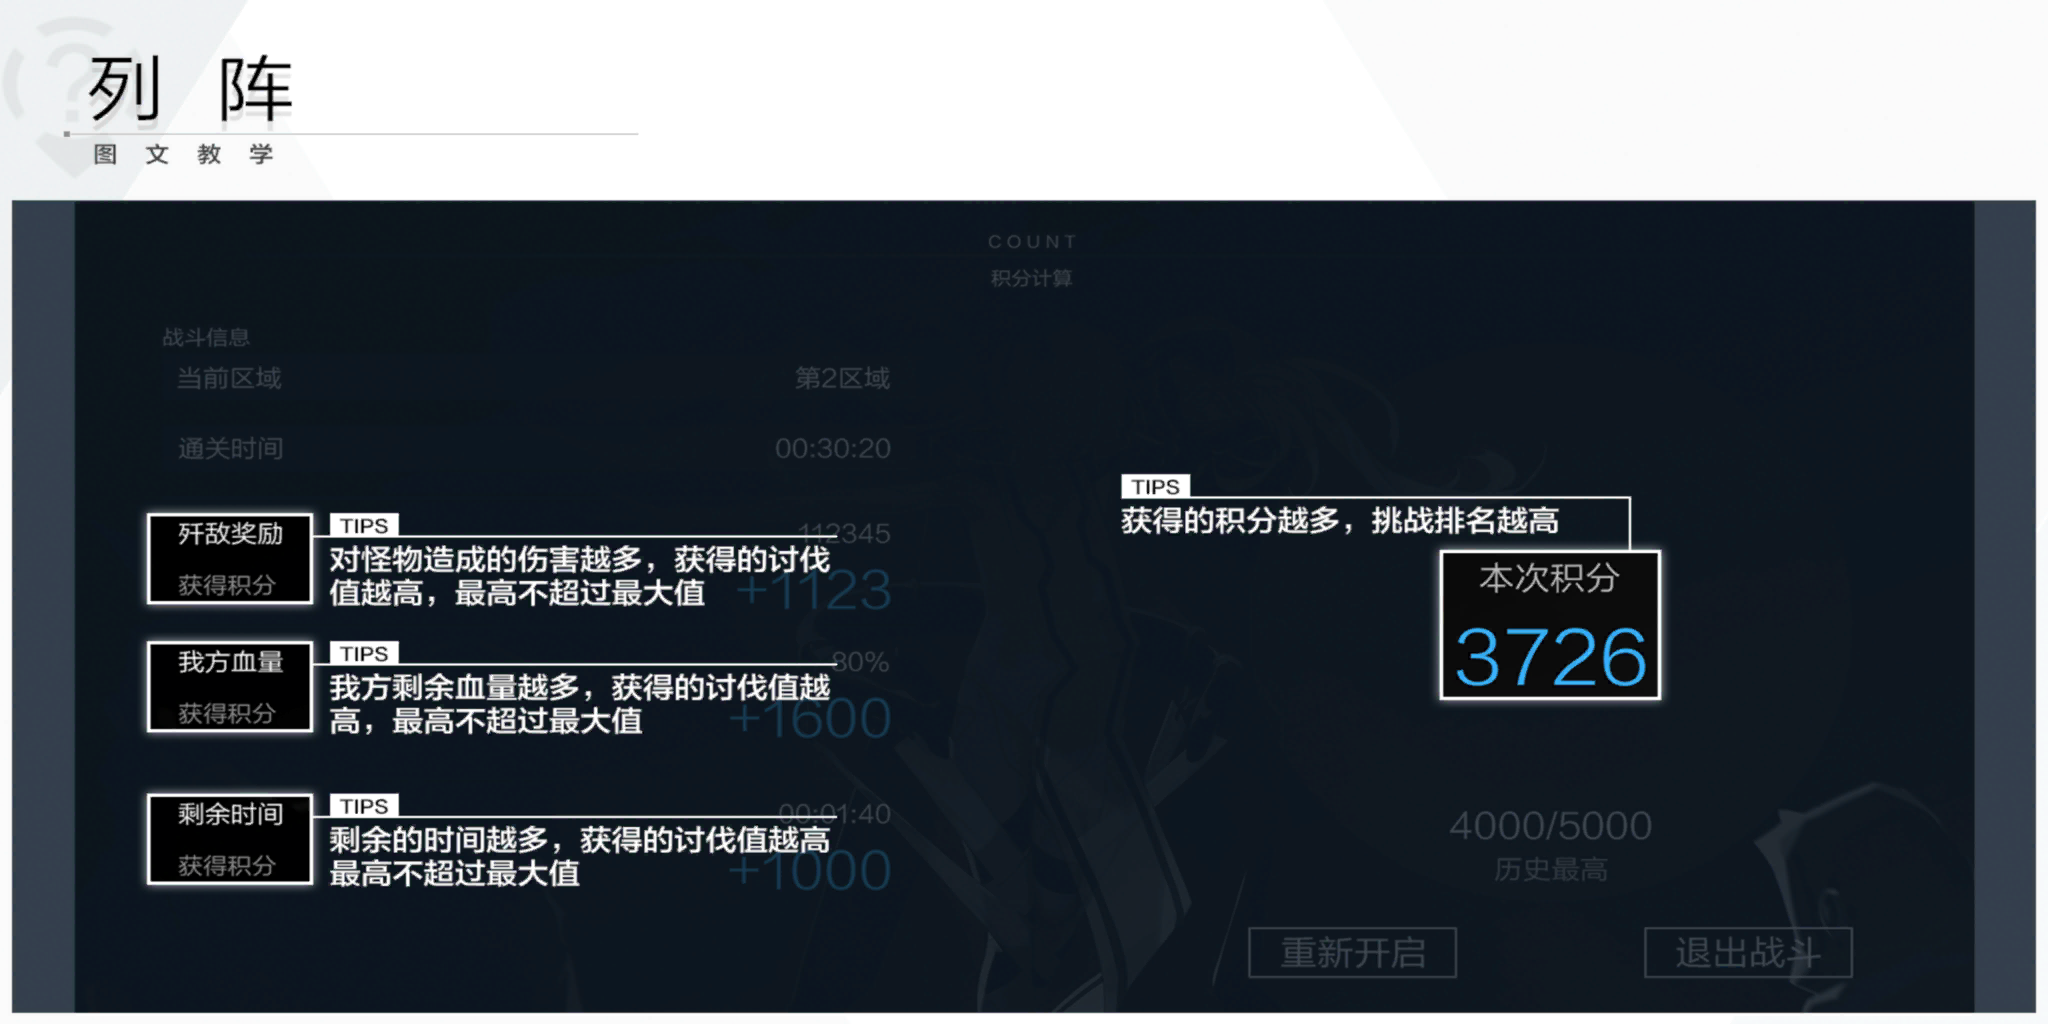 列阵
图文教学
COUNT
积分计算
战斗信息
当前区域 第2区域
通关时间 00:30:20
歼敌奖励 112345
获得积分 +1123
TIPS
对怪物造成的伤害越多，获得的讨伐
值越高，最高不超过最大值
我方血量 80%
获得积分 +1600
TIPS
我方剩余血量越多，获得的讨伐值越
高，最高不超过最大值
剩余时间 00:01:40
获得积分 +1000
TIPS
剩余的时间越多，获得的讨伐值越高
最高不超过最大值
TIPS
获得的积分越多，挑战排名越高
本次积分
3726
4000/5000
历史最高
重新开启
退出战斗